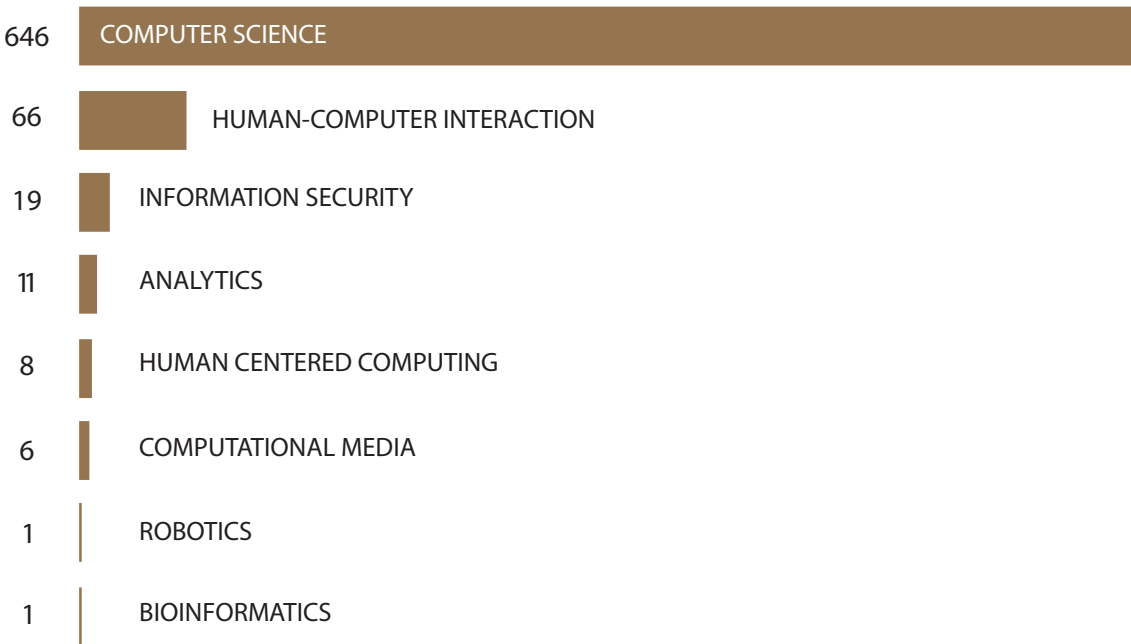 646 COMPUTER SCIENCE
66 HUMAN-COMPUTER INTERACTION
19 INFORMATION SECURITY
11 ANALYTICS
8 HUMAN CENTERED COMPUTING
6 COMPUTATIONAL MEDIA
1 ROBOTICS
1 BIOINFORMATICS